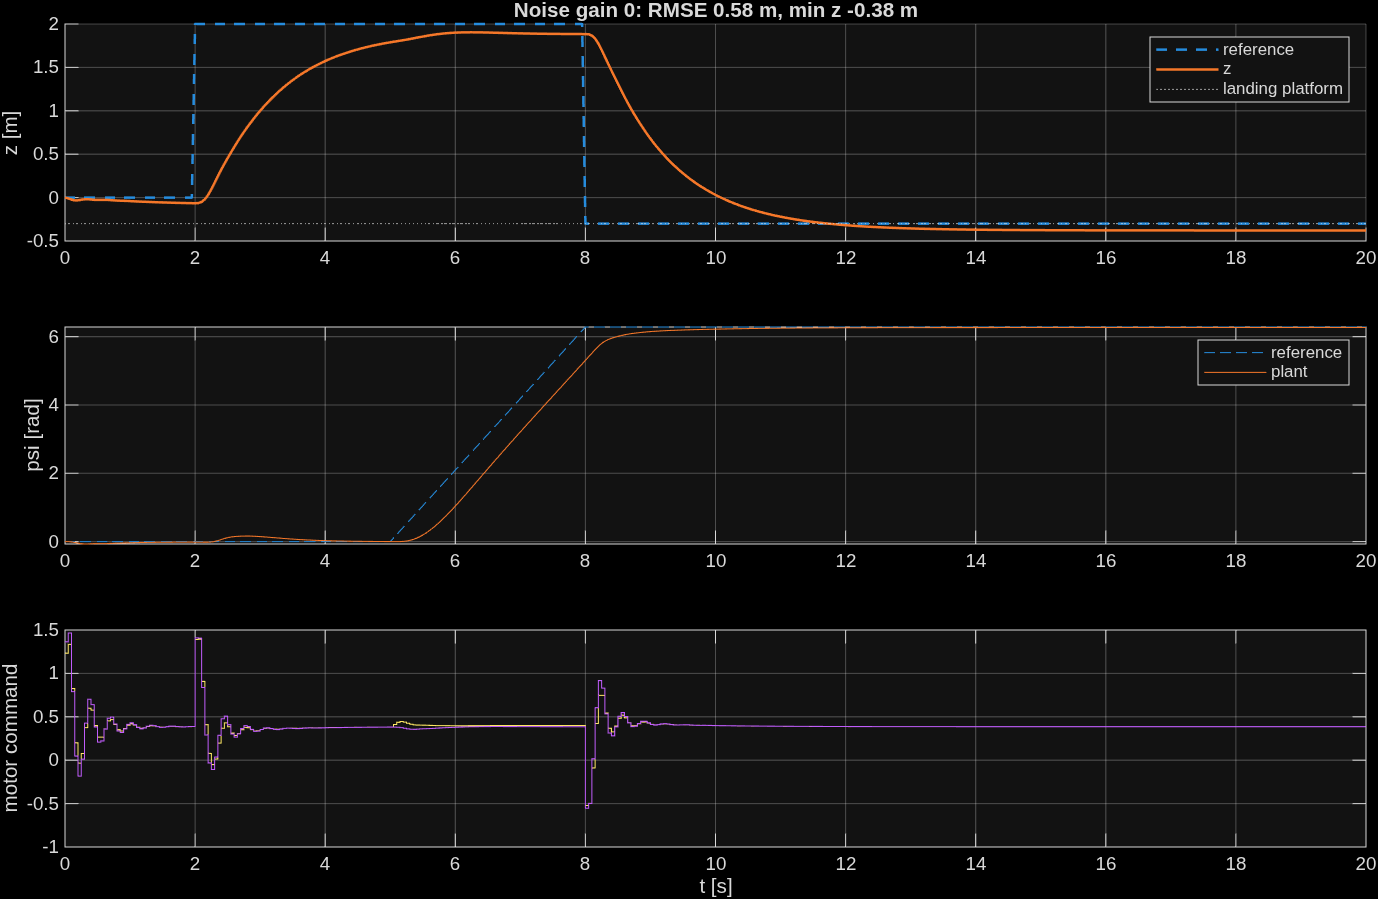 Noise gain 0: RMSE 0.58 m, min z -0.38 m
z [m]
2
1.5
1
0.5
0
-0.5
0 2 4 6 8 10 12 14 16 18 20
reference
z
landing platform
psi [rad]
6
4
2
0
0 2 4 6 8 10 12 14 16 18 20
reference
plant
motor command
1.5
1
0.5
0
-0.5
-1
0 2 4 6 8 10 12 14 16 18 20
t [s]